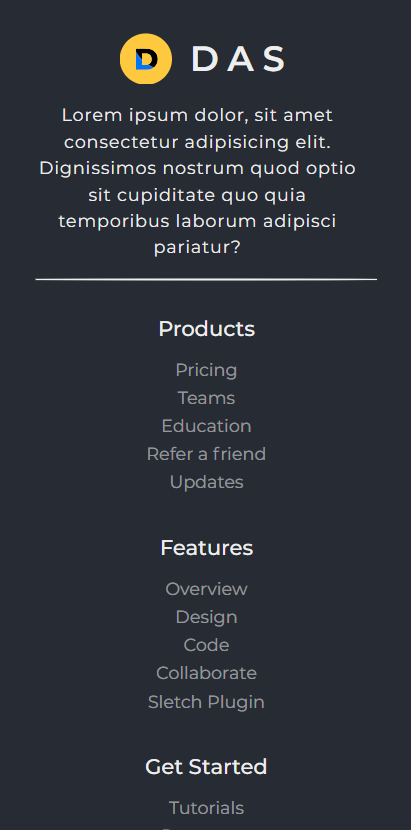 D DAS
Lorem ipsum dolor, sit amet
consectetur adipisicing elit.
Dignissimos nostrum quod optio
sit cupiditate quo quia
temporibus laborum adipisci
pariatur?
Products
Pricing
Teams
Education
Refer a friend
Updates
Features
Overview
Design
Code
Collaborate
Sletch Plugin
Get Started
Tutorials